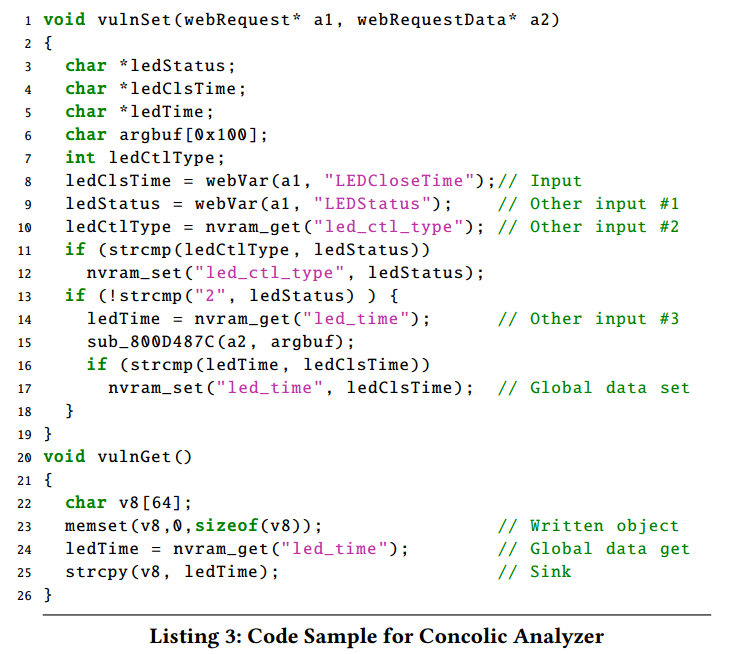 1 void vulnSet(webRequest* a1, webRequestData* a2)
2 {
3   char *ledStatus;
4   char *ledClsTime;
5   char *ledTime;
6   char argbuf[0x100];
7   int ledCtlType;
8   ledClsTime = webVar(a1, "LEDCloseTime");// Input
9   ledStatus = webVar(a1, "LEDStatus");    // Other input #1
10   ledCtlType = nvram_get("led_ctl_type"); // Other input #2
11   if (strcmp(ledCtlType, ledStatus))
12     nvram_set("led_ctl_type", ledStatus);
13   if (!strcmp("2", ledStatus) ) {
14     ledTime = nvram_get("led_time");      // Other input #3
15     sub_800D487C(a2, argbuf);
16     if (strcmp(ledTime, ledClsTime))
17       nvram_set("led_time", ledClsTime);  // Global data set
18   }
19 }
20 void vulnGet()
21 {
22   char v8[64];
23   memset(v8,0,sizeof(v8));                // Written object
24   ledTime = nvram_get("led_time");        // Global data get
25   strcpy(v8, ledTime);                    // Sink
26 }
Listing 3: Code Sample for Concolic Analyzer